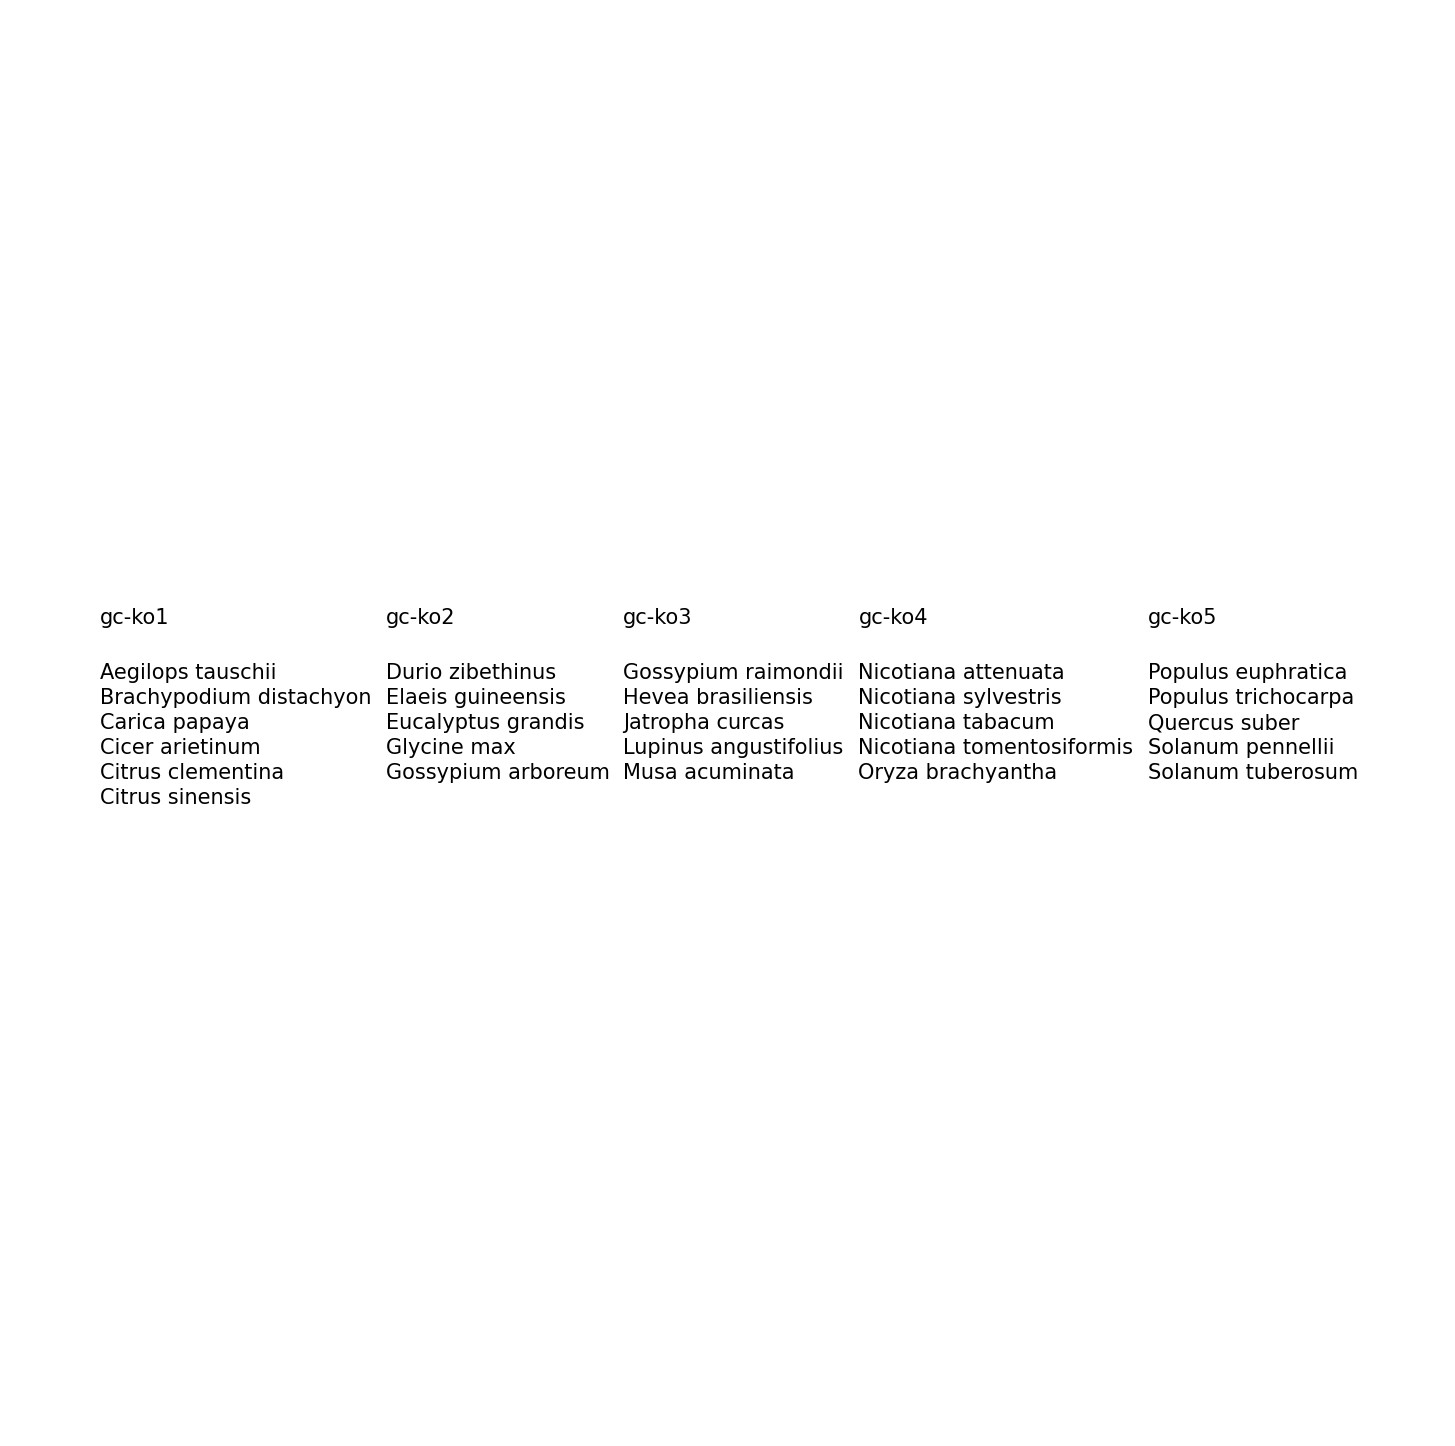 gc-ko1
Aegilops tauschii
Brachypodium distachyon
Carica papaya
Cicer arietinum
Citrus clementina
Citrus sinensis
gc-ko2
Durio zibethinus
Elaeis guineensis
Eucalyptus grandis
Glycine max
Gossypium arboreum
gc-ko3
Gossypium raimondii
Hevea brasiliensis
Jatropha curcas
Lupinus angustifolius
Musa acuminata
gc-ko4
Nicotiana attenuata
Nicotiana sylvestris
Nicotiana tabacum
Nicotiana tomentosiformis
Oryza brachyantha
gc-ko5
Populus euphratica
Populus trichocarpa
Quercus suber
Solanum pennellii
Solanum tuberosum